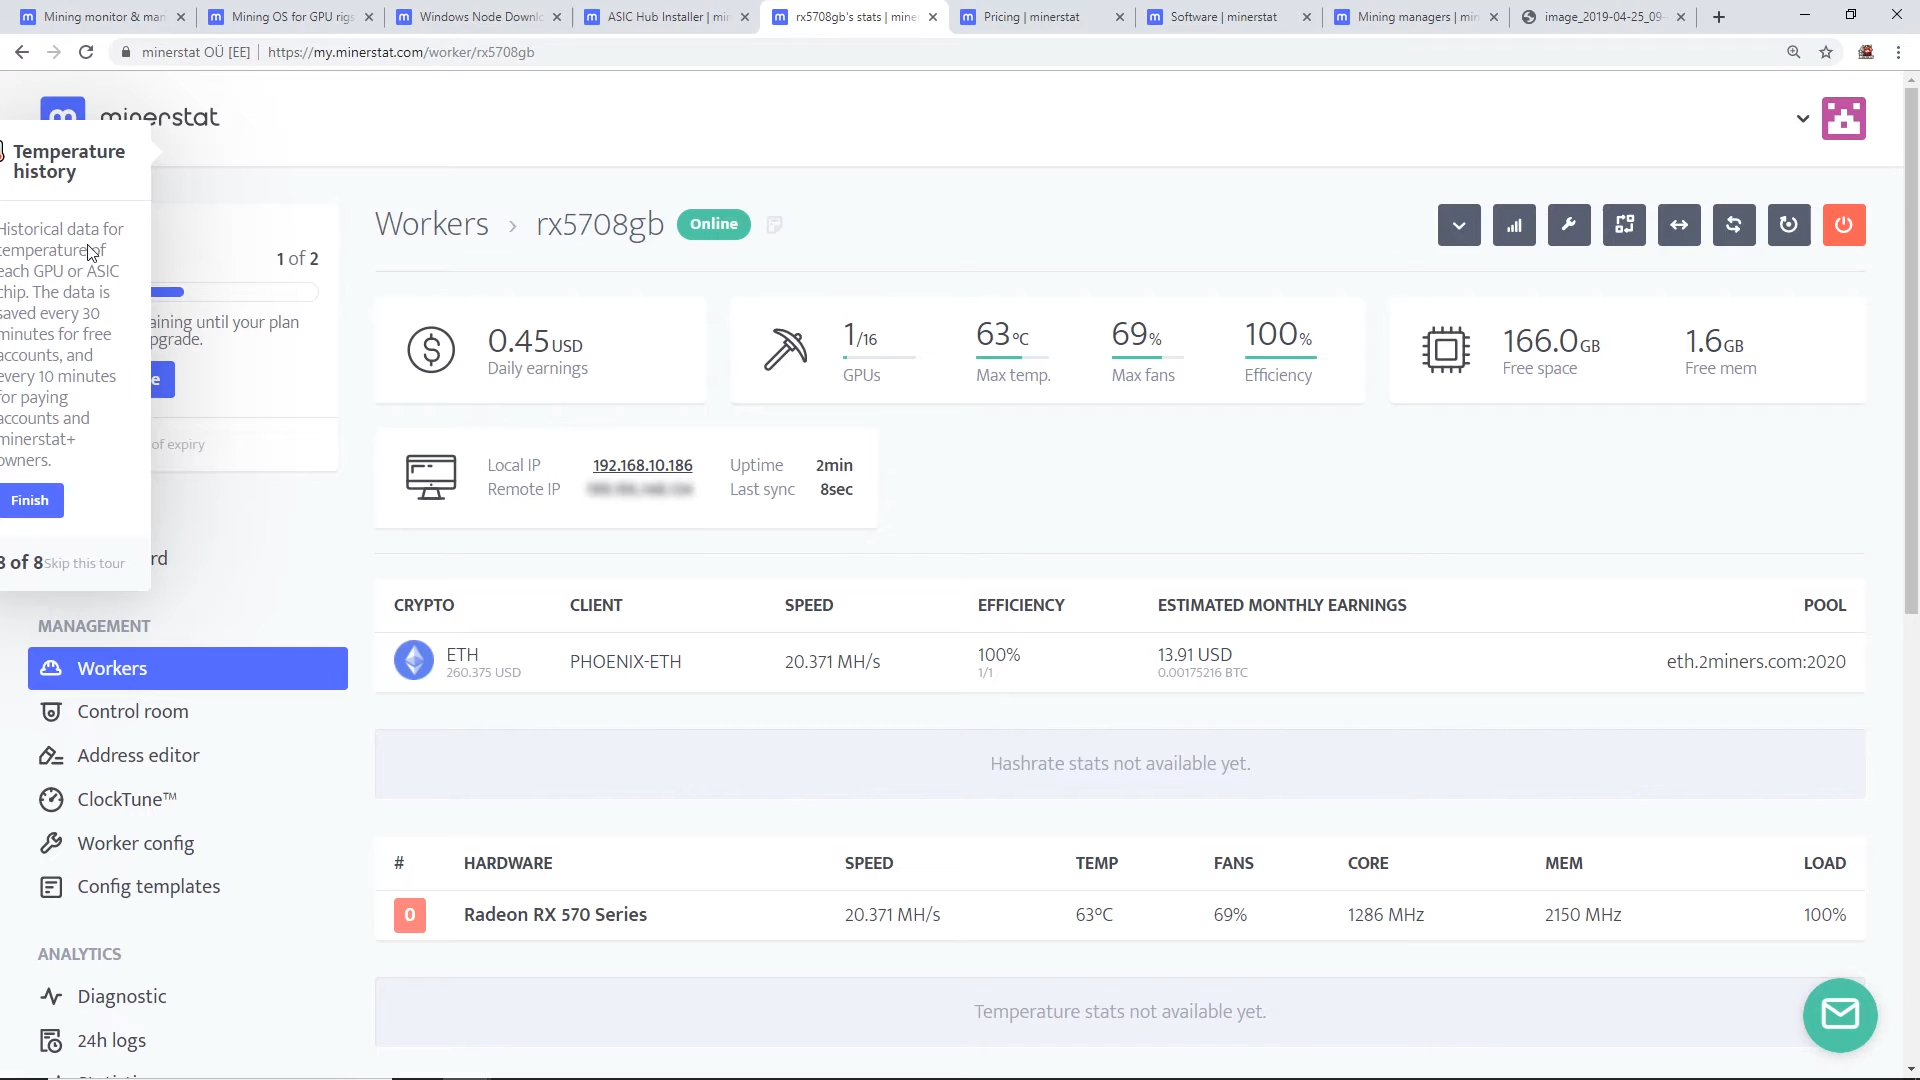 Mining monitor & man
Mining OS for GPU rigs
Windows Node Downlo
ASIC Hub Installer | min
rx5708gb's stats | mine
Pricing | minerstat
Software | minerstat
Mining managers | min
image_2019-04-25_09-
minerstat OÜ [EE] | https://my.minerstat.com/worker/rx5708gb
m minerstat
Temperature
history
Historical data for
temperature of
each GPU or ASIC
chip. The data is
saved every 30
minutes for free
accounts, and
every 10 minutes
for paying
accounts and
minerstat+
owners.
Finish
8 of 8 Skip this tour
1 of 2
aining until your plan
pgrade.
e
of expiry
rd
MANAGEMENT
Workers
Control room
Address editor
ClockTune™
Worker config
Config templates
ANALYTICS
Diagnostic
24h logs
Workers › rx5708gb Online
0.45 USD
Daily earnings
1/16
GPUs
63°C
Max temp.
69%
Max fans
100%
Efficiency
166.0 GB
Free space
1.6 GB
Free mem
Local IP 192.168.10.186
Remote IP
Uptime 2min
Last sync 8sec
CRYPTO CLIENT SPEED EFFICIENCY ESTIMATED MONTHLY EARNINGS POOL
ETH PHOENIX-ETH 20.371 MH/s 100% 13.91 USD eth.2miners.com:2020
260.375 USD 1/1 0.00175216 BTC
Hashrate stats not available yet.
# HARDWARE SPEED TEMP FANS CORE MEM LOAD
0 Radeon RX 570 Series 20.371 MH/s 63°C 69% 1286 MHz 2150 MHz 100%
Temperature stats not available yet.